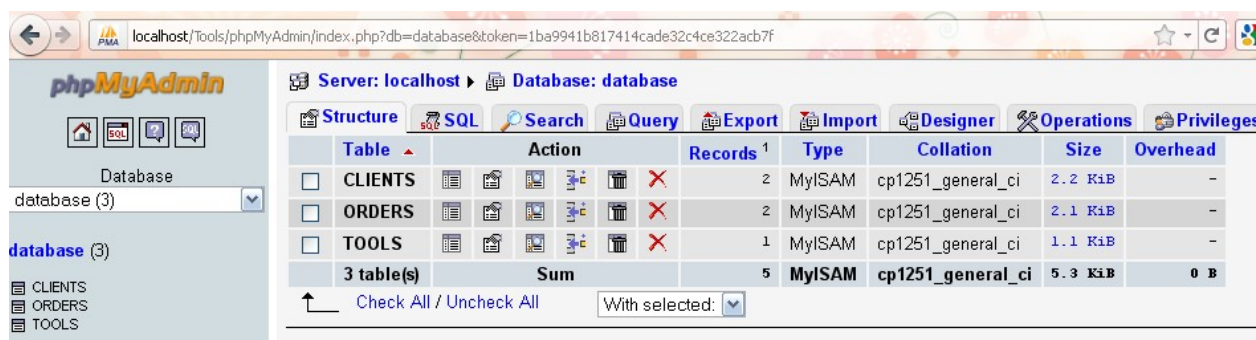 PMA localhost/Tools/phpMyAdmin/index.php?db=database&token=1ba9941b817414cade32c4ce322acb7f
phpMyAdmin
SQL SQL
Database
database (3)
database (3)
CLIENTS
ORDERS
TOOLS
Server: localhost ▸ Database: database
Structure SQL Search Query Export Import Designer Operations Privileges
Table Action Records 1 Type Collation Size Overhead
CLIENTS 2 MyISAM cp1251_general_ci 2.2 KiB –
ORDERS 2 MyISAM cp1251_general_ci 2.1 KiB –
TOOLS 1 MyISAM cp1251_general_ci 1.1 KiB –
3 table(s) Sum 5 MyISAM cp1251_general_ci 5.3 KiB 0 B
Check All / Uncheck All With selected: